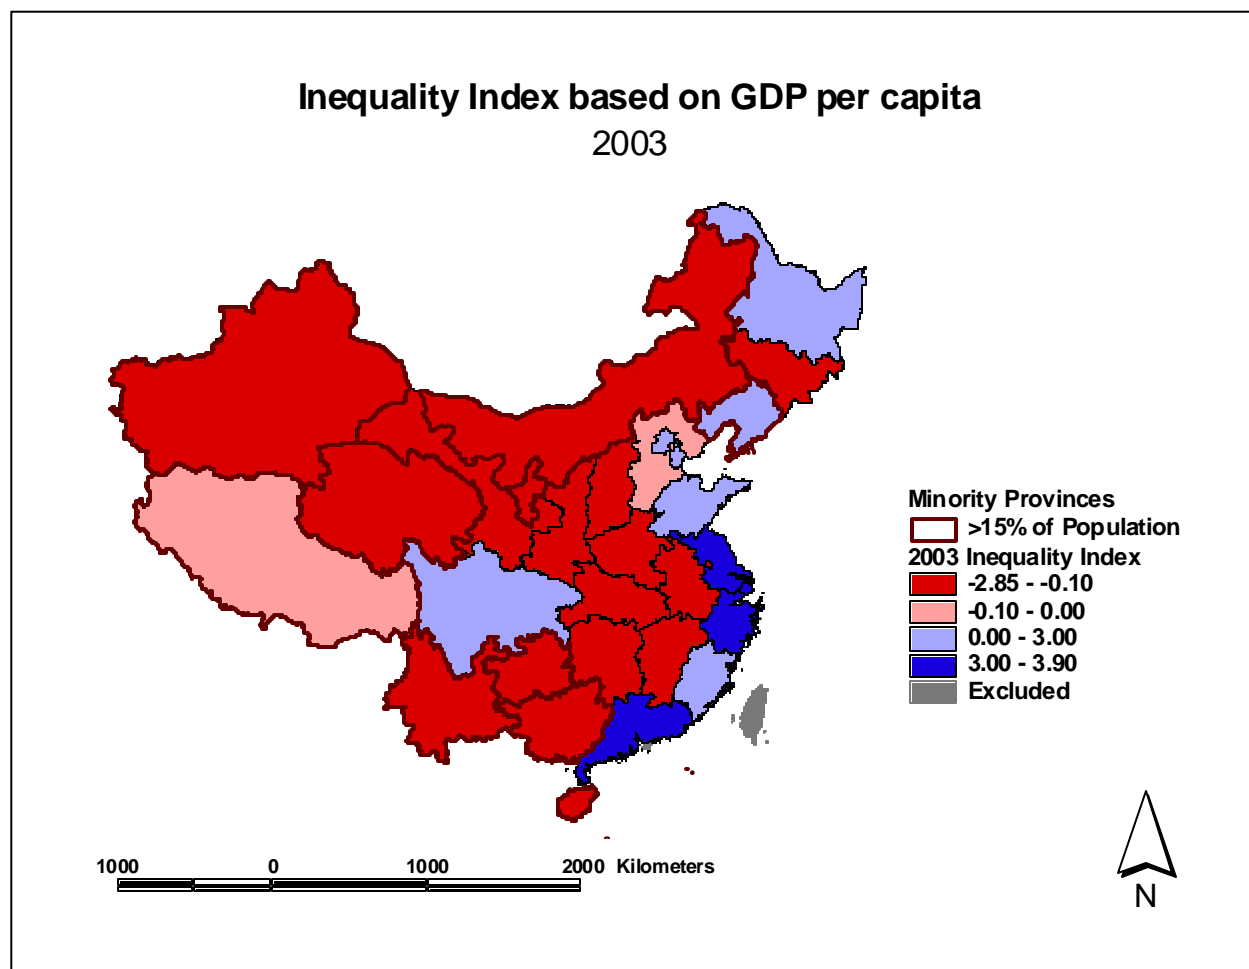 Inequality Index based on GDP per capita
2003
Minority Provinces
>15% of Population
2003 Inequality Index
-2.85 - -0.10
-0.10 - 0.00
0.00 - 3.00
3.00 - 3.90
Excluded
1000 0 1000 2000 Kilometers
N